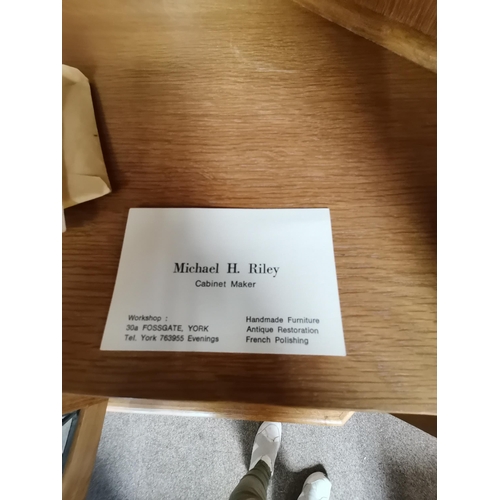 Michael H. Riley
Cabinet Maker
Workshop :
30a FOSSGATE, YORK
Tel. York 763955 Evenings
Handmade Furniture
Antique Restoration
French Polishing